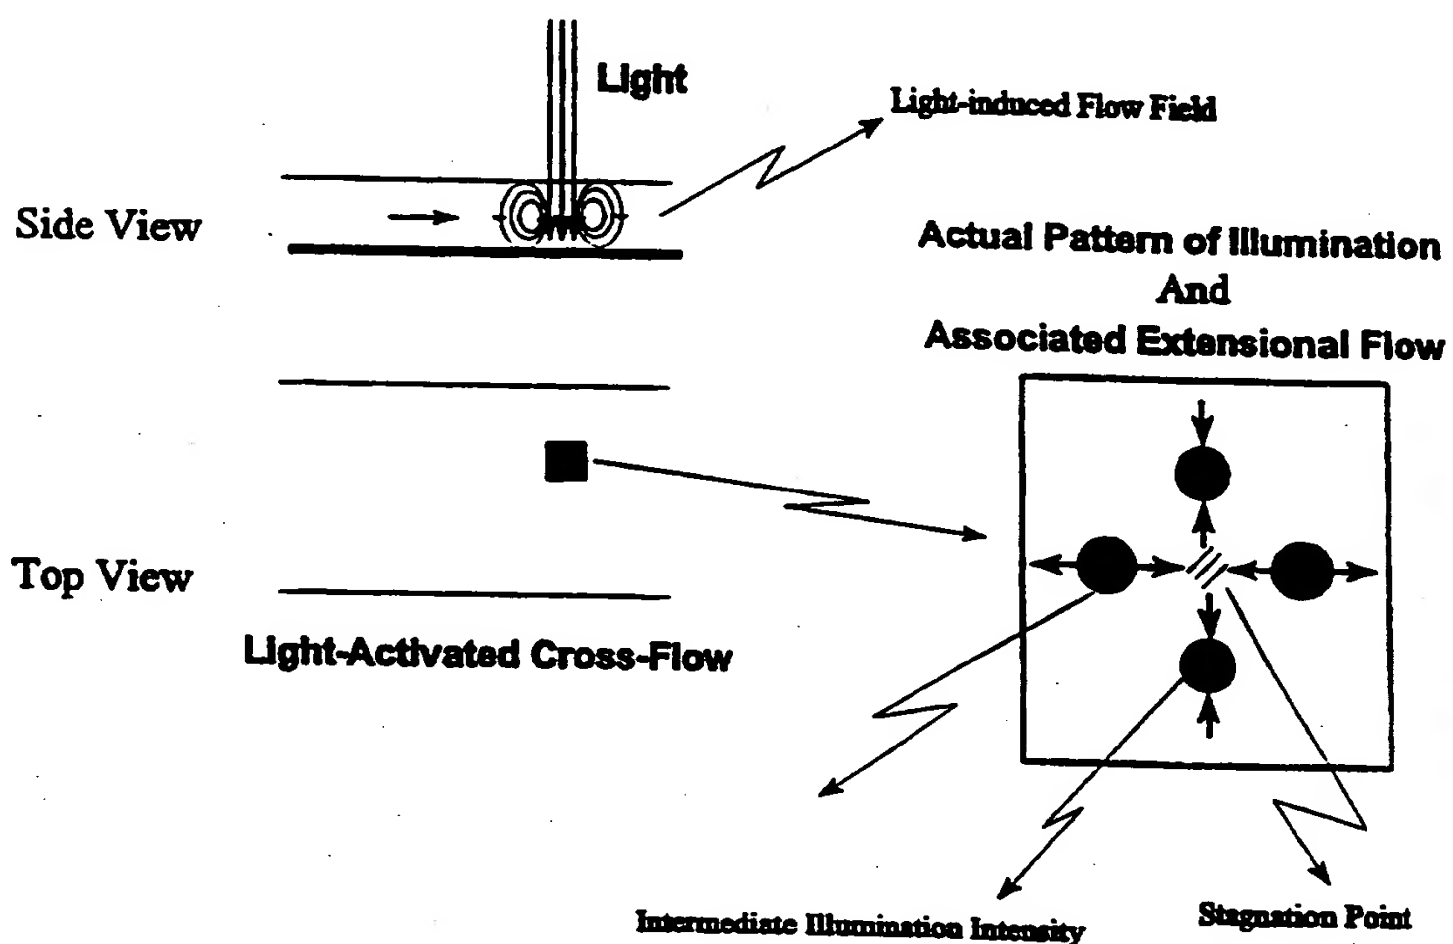 Light
Light-induced Flow Field
Side View
Actual Pattern of Illumination
And
Associated Extensional Flow
Top View
Light-Activated Cross-Flow
Intermediate Illumination Intensity
Stagnation Point